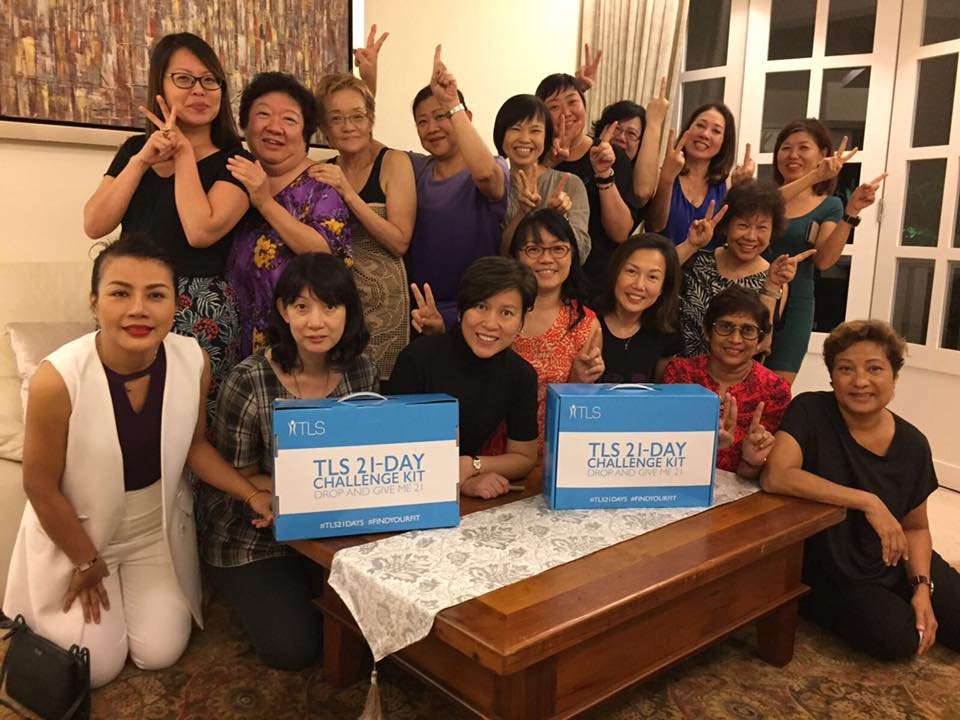 TLS
TLS 21-DAY
CHALLENGE KIT
DROP AND GIVE ME 21
#TLS21DAYS #FINDYOURFIT
TLS
TLS 21-DAY
CHALLENGE KIT
DROP AND GIVE ME 21
#TLS21DAYS #FINDYOURFIT